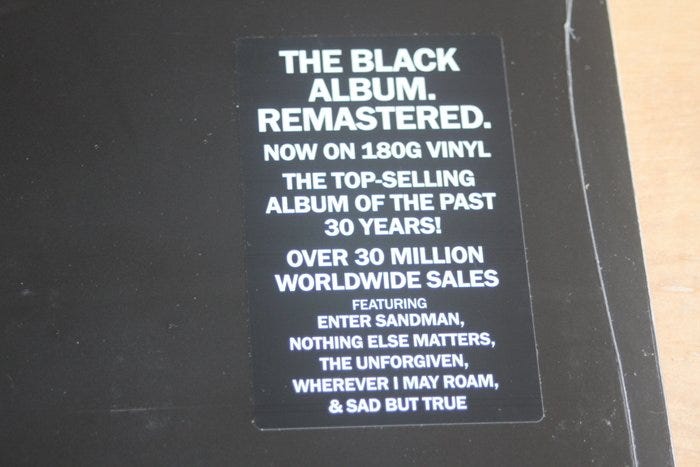 THE BLACK
ALBUM.
REMASTERED.
NOW ON 180G VINYL
THE TOP-SELLING
ALBUM OF THE PAST
30 YEARS!
OVER 30 MILLION
WORLDWIDE SALES
FEATURING
ENTER SANDMAN,
NOTHING ELSE MATTERS,
THE UNFORGIVEN,
WHEREVER I MAY ROAM,
& SAD BUT TRUE